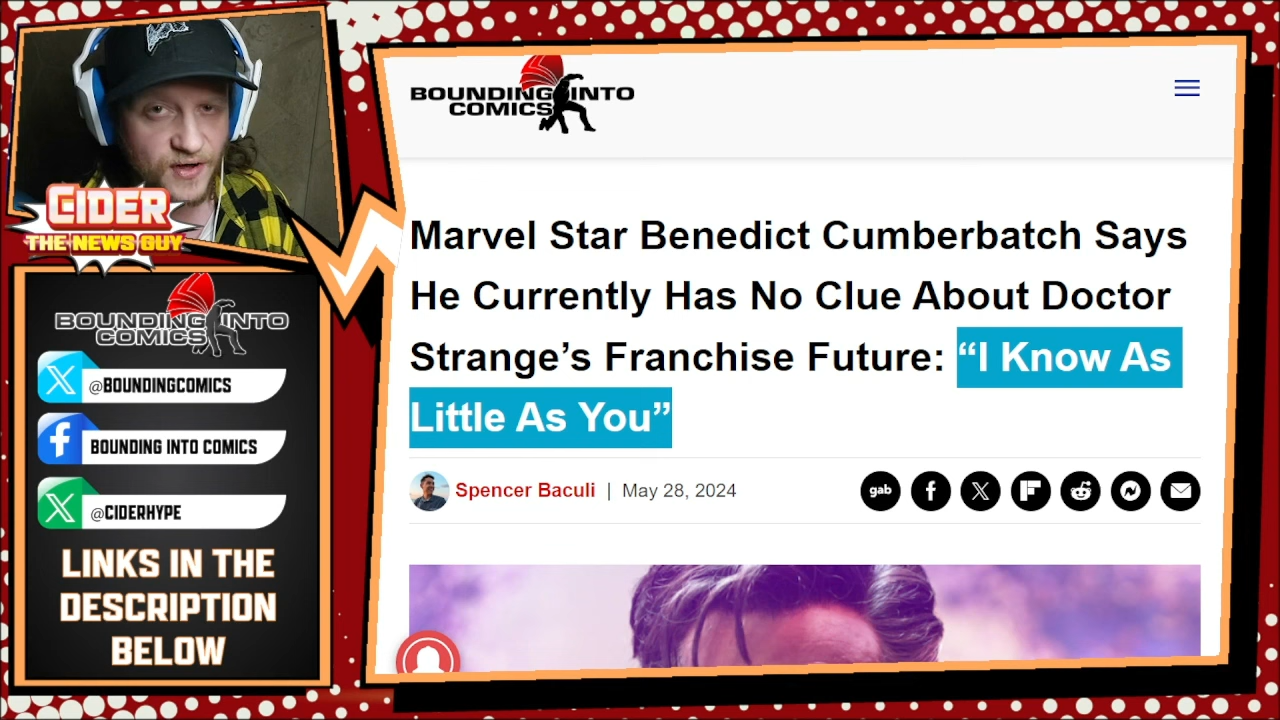 CIDER
THE NEWS GUY
BOUNDING INTO
COMICS
@BOUNDINGCOMICS
BOUNDING INTO COMICS
@CIDERHYPE
LINKS IN THE
DESCRIPTION
BELOW
BOUNDING INTO
COMICS
Marvel Star Benedict Cumberbatch Says
He Currently Has No Clue About Doctor
Strange’s Franchise Future: “I Know As
Little As You”
Spencer Baculi | May 28, 2024
gab